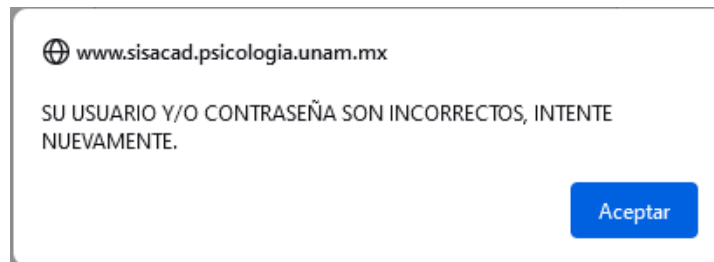 www.sisacad.psicologia.unam.mx
SU USUARIO Y/O CONTRASEÑA SON INCORRECTOS, INTENTE
NUEVAMENTE.
Aceptar